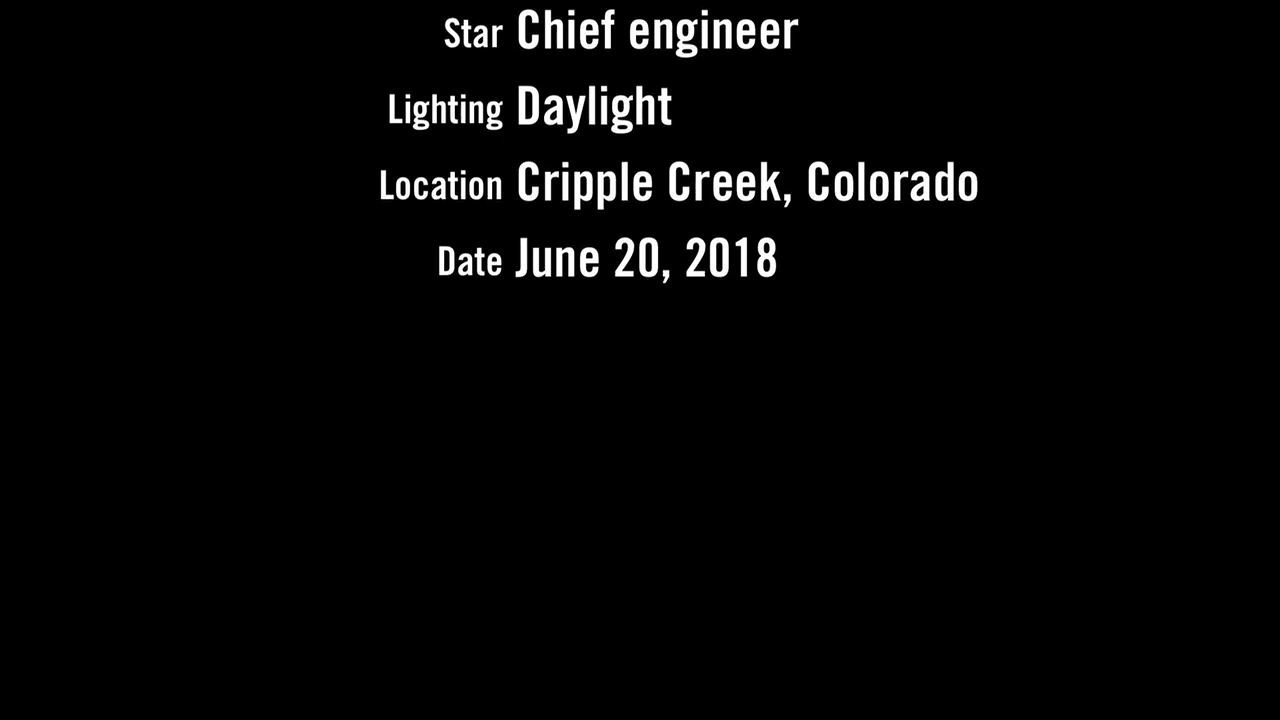 Star Chief engineer
Lighting Daylight
Location Cripple Creek, Colorado
Date June 20, 2018